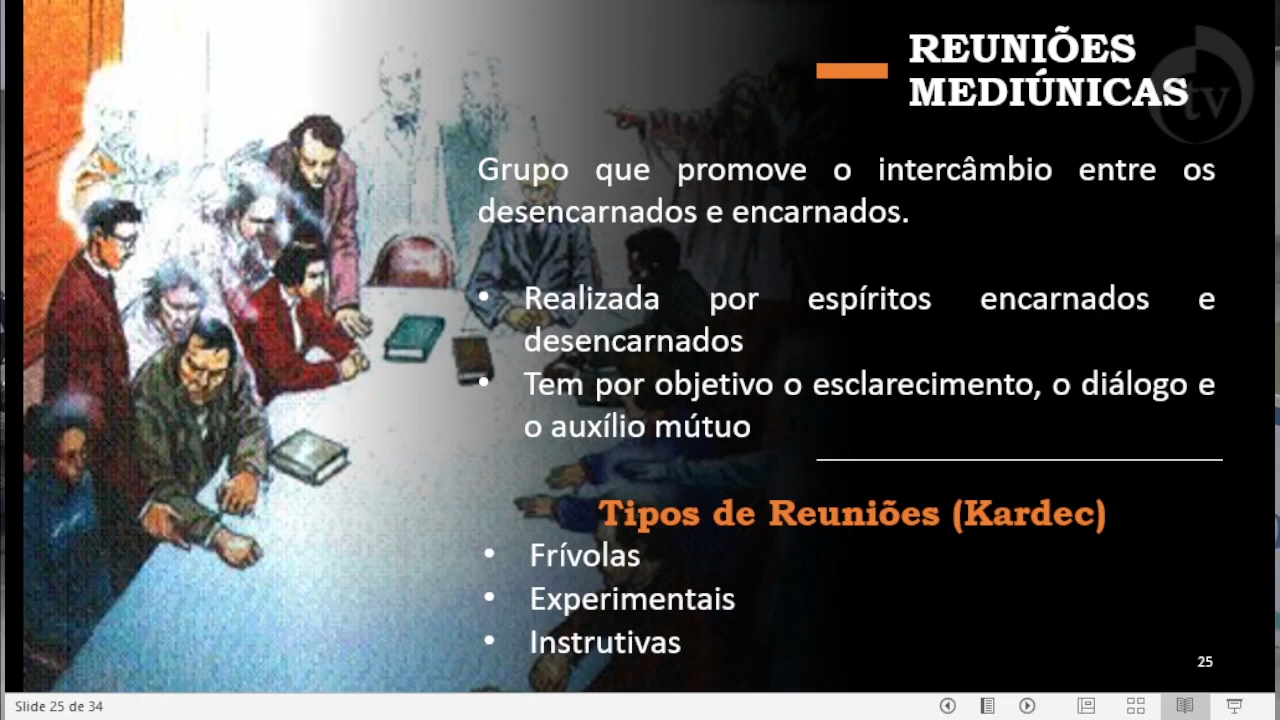 REUNIÕES
MEDIÚNICAS
tv
Grupo que promove o intercâmbio entre os
desencarnados e encarnados.
• Realizada por espíritos encarnados e
desencarnados
• Tem por objetivo o esclarecimento, o diálogo e
o auxílio mútuo
Tipos de Reuniões (Kardec)
• Frívolas
• Experimentais
• Instrutivas
25
Slide 25 de 34